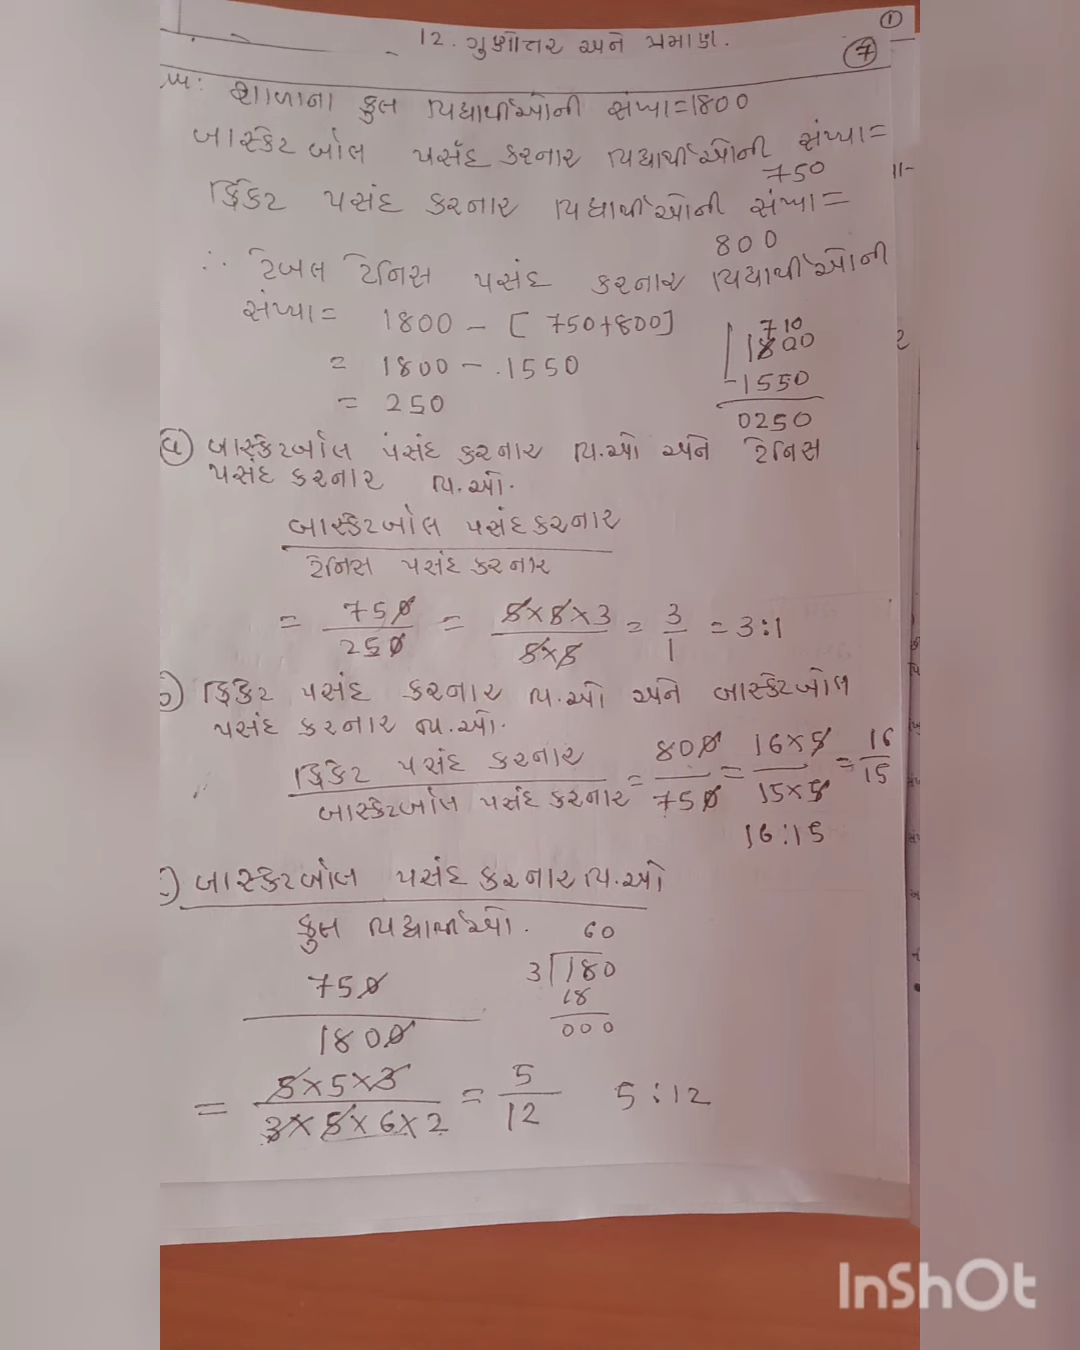 ①
12. ગુણોત્તર અને પ્રમાણ.
⑦
શાળાના કુલ વિદ્યાર્થીઓની સંખ્યા=1800
બાસ્કેટ બોલ પસંદ કરનાર વિદ્યાર્થીઓની સંખ્યા=
750
ક્રિકેટ પસંદ કરનાર વિદ્યાર્થીઓની સંખ્યા=
800
∴ ટેબલ ટેનિસ પસંદ કરનાર વિદ્યાર્થીઓની
સંખ્યા= 1800 - [750+800]
= 1800 - 1550
= 250
710
1800
-1550
0250
(a) બાસ્કેટબોલ પસંદ કરનાર વિ.ઓ અને ટેનિસ
પસંદ કરનાર વિ.ઓ.
બાસ્કેટબોલ પસંદ કરનાર
ટેનિસ પસંદ કરનાર
= 750/250 = 5×5×3/5×5 = 3/1 = 3:1
b) ક્રિકેટ પસંદ કરનાર વિ.ઓ અને બાસ્કેટબોલ
પસંદ કરનાર વિ.ઓ.
ક્રિકેટ પસંદ કરનાર/બાસ્કેટબોલ પસંદ કરનાર = 800/750 = 16×5/15×5 = 16/15
16:15
c) બાસ્કેટબોલ પસંદ કરનાર વિ.ઓ
કુલ વિદ્યાર્થીઓ.
750
1800
60
3)180
18
000
= 5×5×3/3×5×6×2 = 5/12 5:12
InShOt